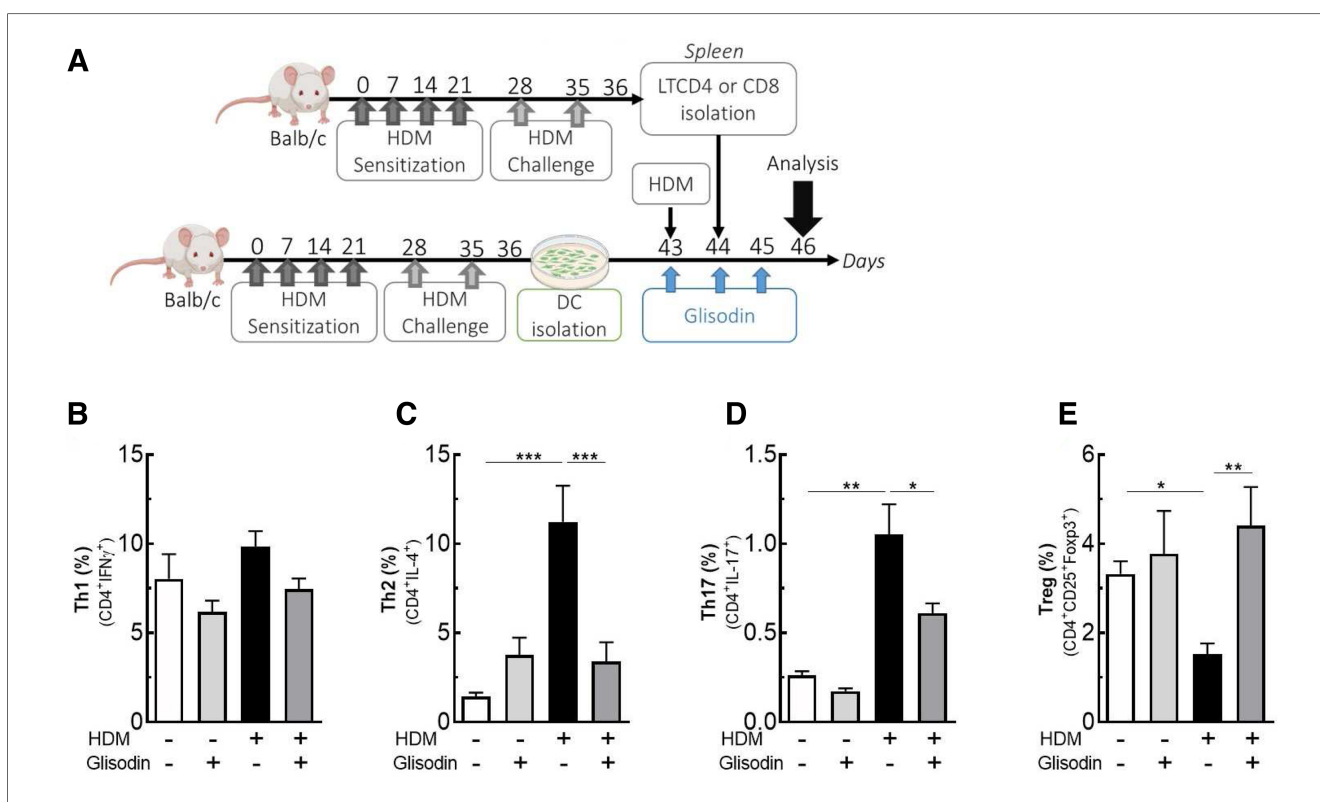 A
Spleen
0 7 14 21 28 35 36
LTCD4 or CD8
isolation
Balb/c
HDM
Sensitization
HDM
Challenge
HDM
Analysis
0 7 14 21 28 35 36 43 44 45 46
Days
Balb/c
HDM
Sensitization
HDM
Challenge
DC
isolation
Glisodin
B
15
10
5
0
Th1 (%)
(CD4⁺IFNγ⁺)
HDM - - + +
Glisodin - + - +
C
15
10
5
0
Th2 (%)
(CD4⁺IL-4⁺)
*** ***
HDM - - + +
Glisodin - + - +
D
1.5
1.0
0.5
0.0
Th17 (%)
(CD4⁺IL-17⁺)
** *
HDM - - + +
Glisodin - + - +
E
6
4
2
0
Treg (%)
(CD4⁺CD25⁺Foxp3⁺)
* **
HDM - - + +
Glisodin - + - +